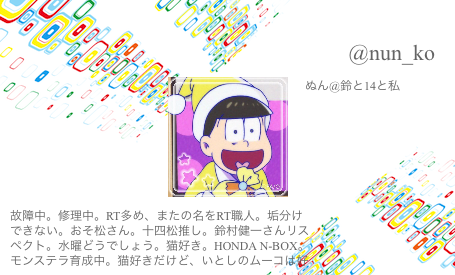 @nun_ko
ぬん@鈴と14と私
故障中。修理中。RT多め、またの名をRT職人。垢分け
できない。おそ松さん。十四松推し。鈴村健一さんリス
ペクト。水曜どうでしょう。猫好き。HONDA N-BOX。
モンステラ育成中。猫好きだけど、いとしのムーコは好